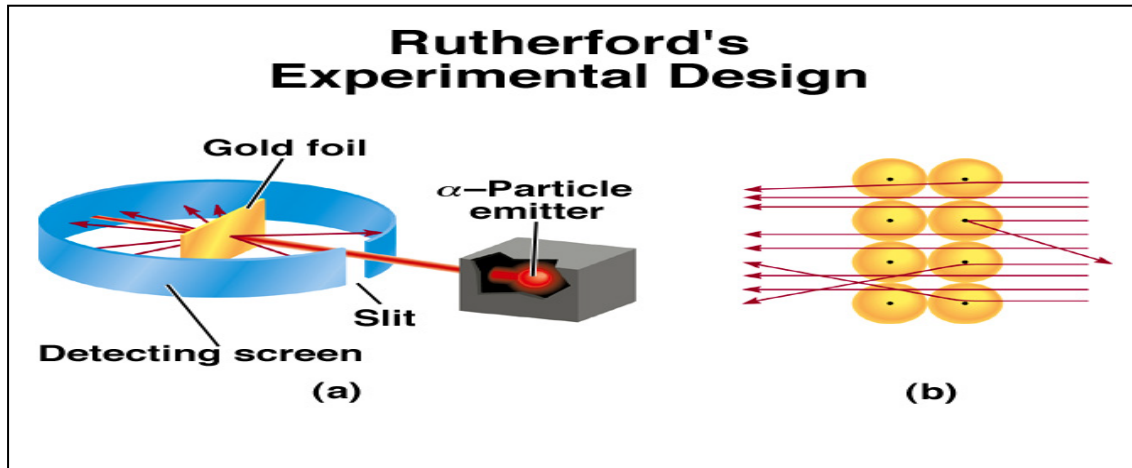 Rutherford's
Experimental Design
Gold foil
α–Particle
emitter
Slit
Detecting screen
(a)
(b)